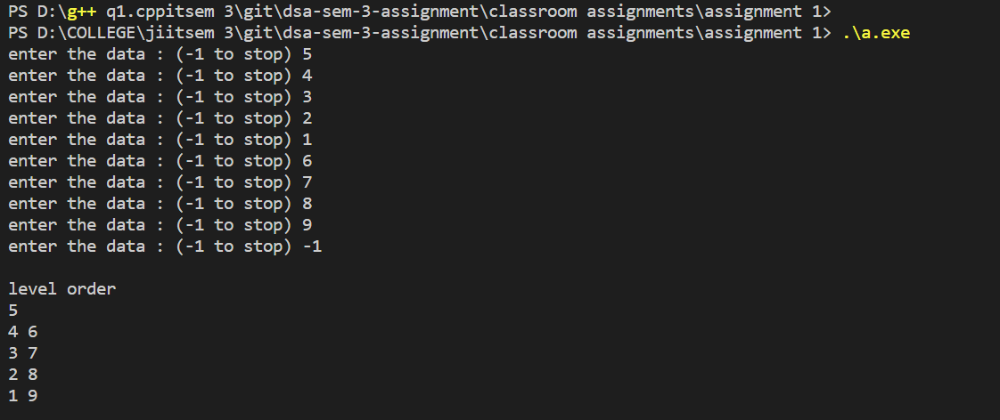 PS D:\g++ q1.cppitsem 3\git\dsa-sem-3-assignment\classroom assignments\assignment 1>
PS D:\COLLEGE\jiitsem 3\git\dsa-sem-3-assignment\classroom assignments\assignment 1> .\a.exe
enter the data : (-1 to stop) 5
enter the data : (-1 to stop) 4
enter the data : (-1 to stop) 3
enter the data : (-1 to stop) 2
enter the data : (-1 to stop) 1
enter the data : (-1 to stop) 6
enter the data : (-1 to stop) 7
enter the data : (-1 to stop) 8
enter the data : (-1 to stop) 9
enter the data : (-1 to stop) -1
level order
5
4 6
3 7
2 8
1 9